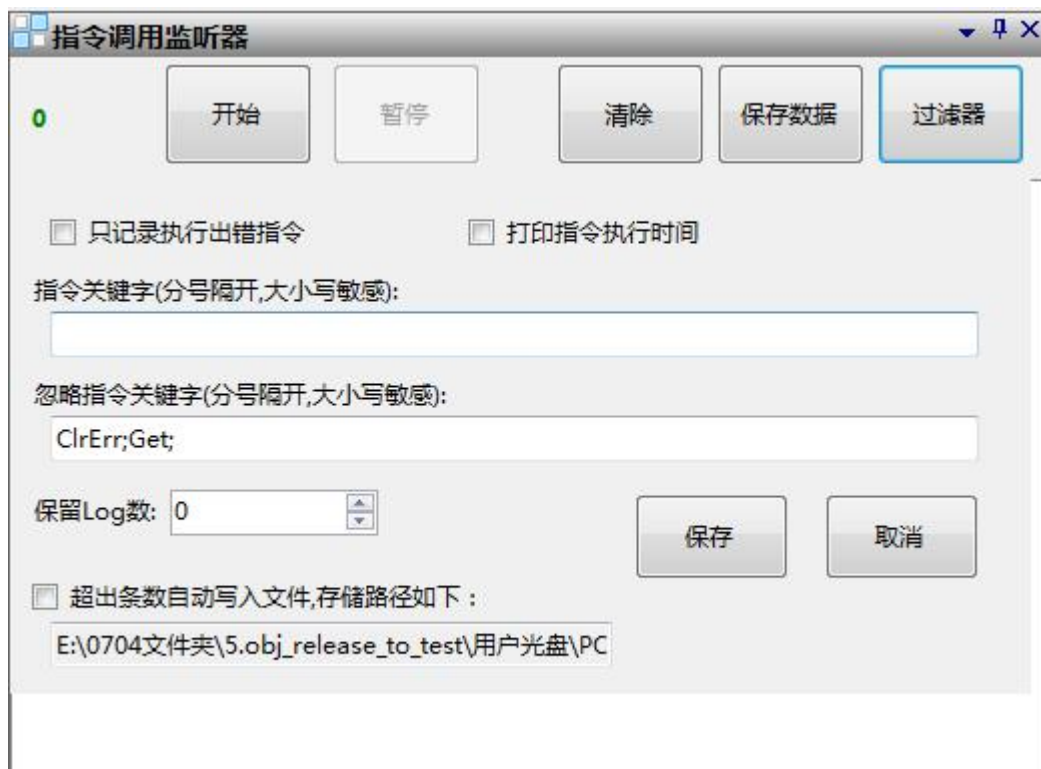 指令调用监听器
0 开始 暂停 清除 保存数据 过滤器
只记录执行出错指令 打印指令执行时间
指令关键字(分号隔开,大小写敏感):
忽略指令关键字(分号隔开,大小写敏感):
ClrErr;Get;
保留Log数: 0
保存 取消
超出条数自动写入文件,存储路径如下：
E:\0704文件夹\5.obj_release_to_test\用户光盘\PC